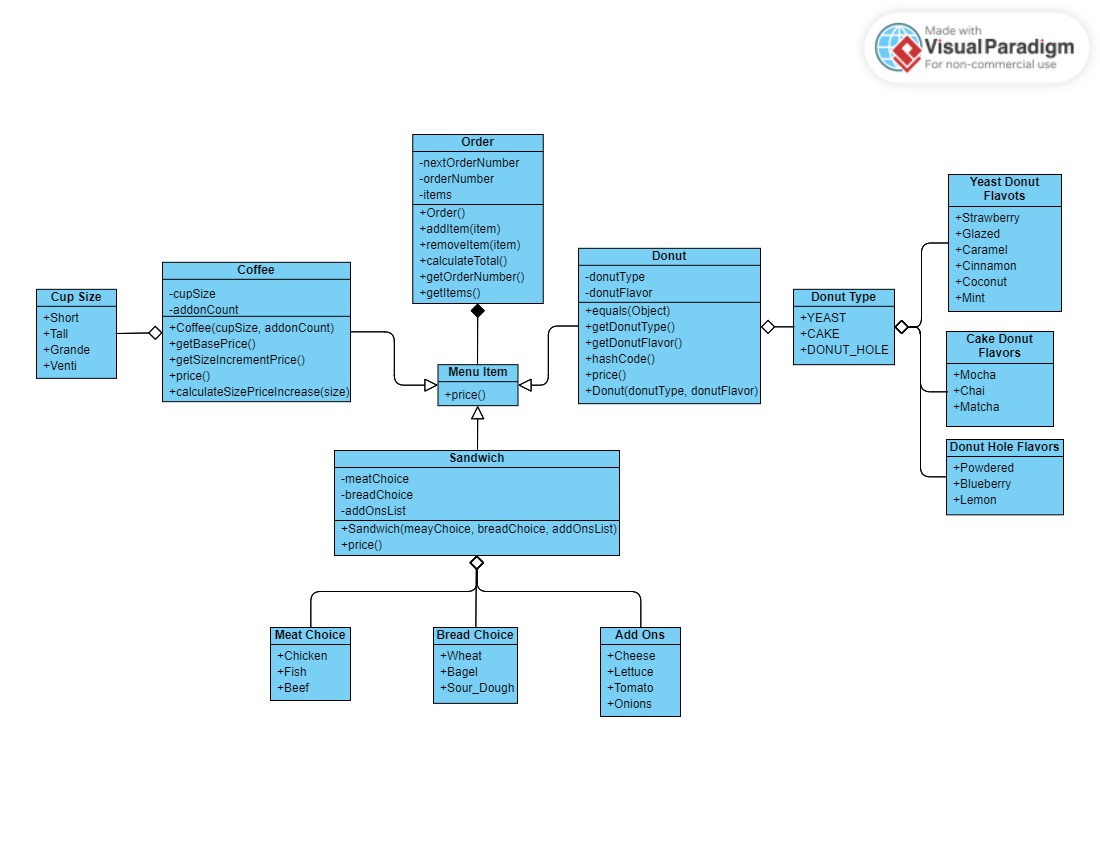 Made with
Visual Paradigm
For non-commercial use
Order
-nextOrderNumber
-orderNumber
-items
+Order()
+addItem(item)
+removeItem(item)
+calculateTotal()
+getOrderNumber()
+getItems()
Yeast Donut
Flavots
+Strawberry
+Glazed
+Caramel
+Cinnamon
+Coconut
+Mint
Cup Size
+Short
+Tall
+Grande
+Venti
Coffee
-cupSize
-addonCount
+Coffee(cupSize, addonCount)
+getBasePrice()
+getSizeIncrementPrice()
+price()
+calculateSizePriceIncrease(size)
Donut
-donutType
-donutFlavor
+equals(Object)
+getDonutType()
+getDonutFlavor()
+hashCode()
+price()
+Donut(donutType, donutFlavor)
Donut Type
+YEAST
+CAKE
+DONUT_HOLE
Cake Donut
Flavors
+Mocha
+Chai
+Matcha
Menu Item
+price()
Donut Hole Flavors
+Powdered
+Blueberry
+Lemon
Sandwich
-meatChoice
-breadChoice
-addOnsList
+Sandwich(meayChoice, breadChoice, addOnsList)
+price()
Meat Choice
+Chicken
+Fish
+Beef
Bread Choice
+Wheat
+Bagel
+Sour_Dough
Add Ons
+Cheese
+Lettuce
+Tomato
+Onions